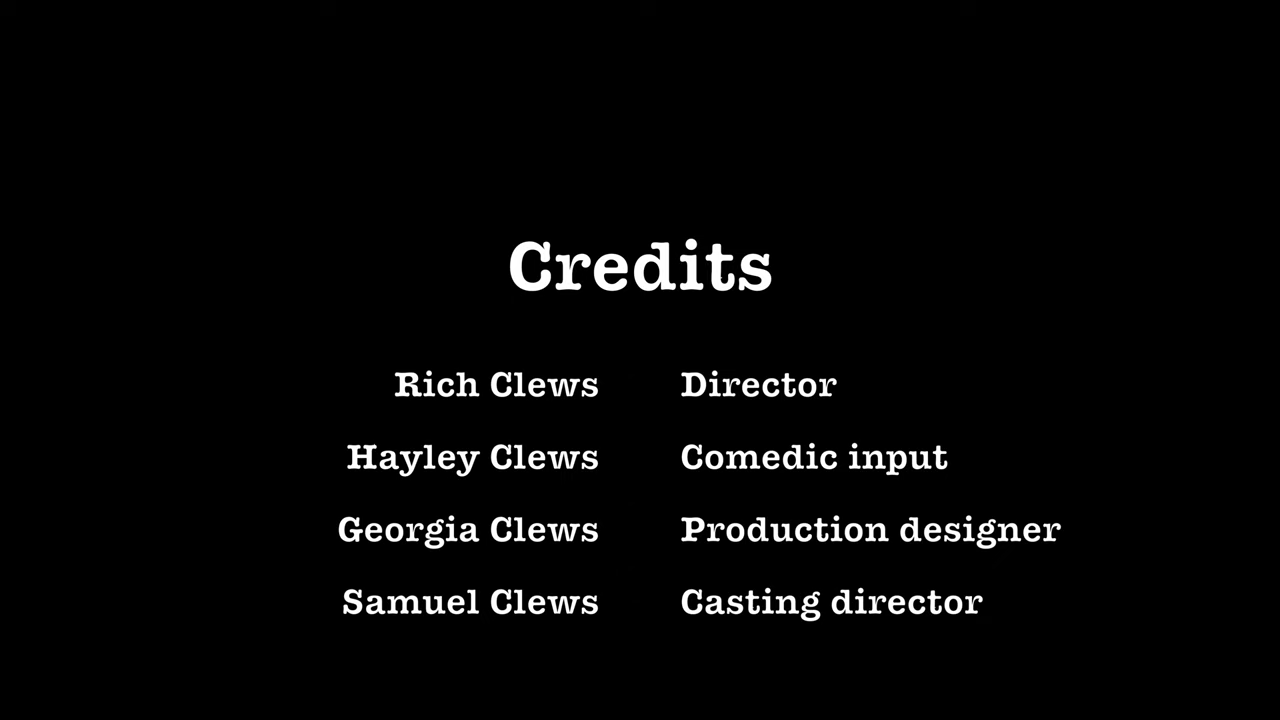 Credits
Rich Clews Director
Hayley Clews Comedic input
Georgia Clews Production designer
Samuel Clews Casting director